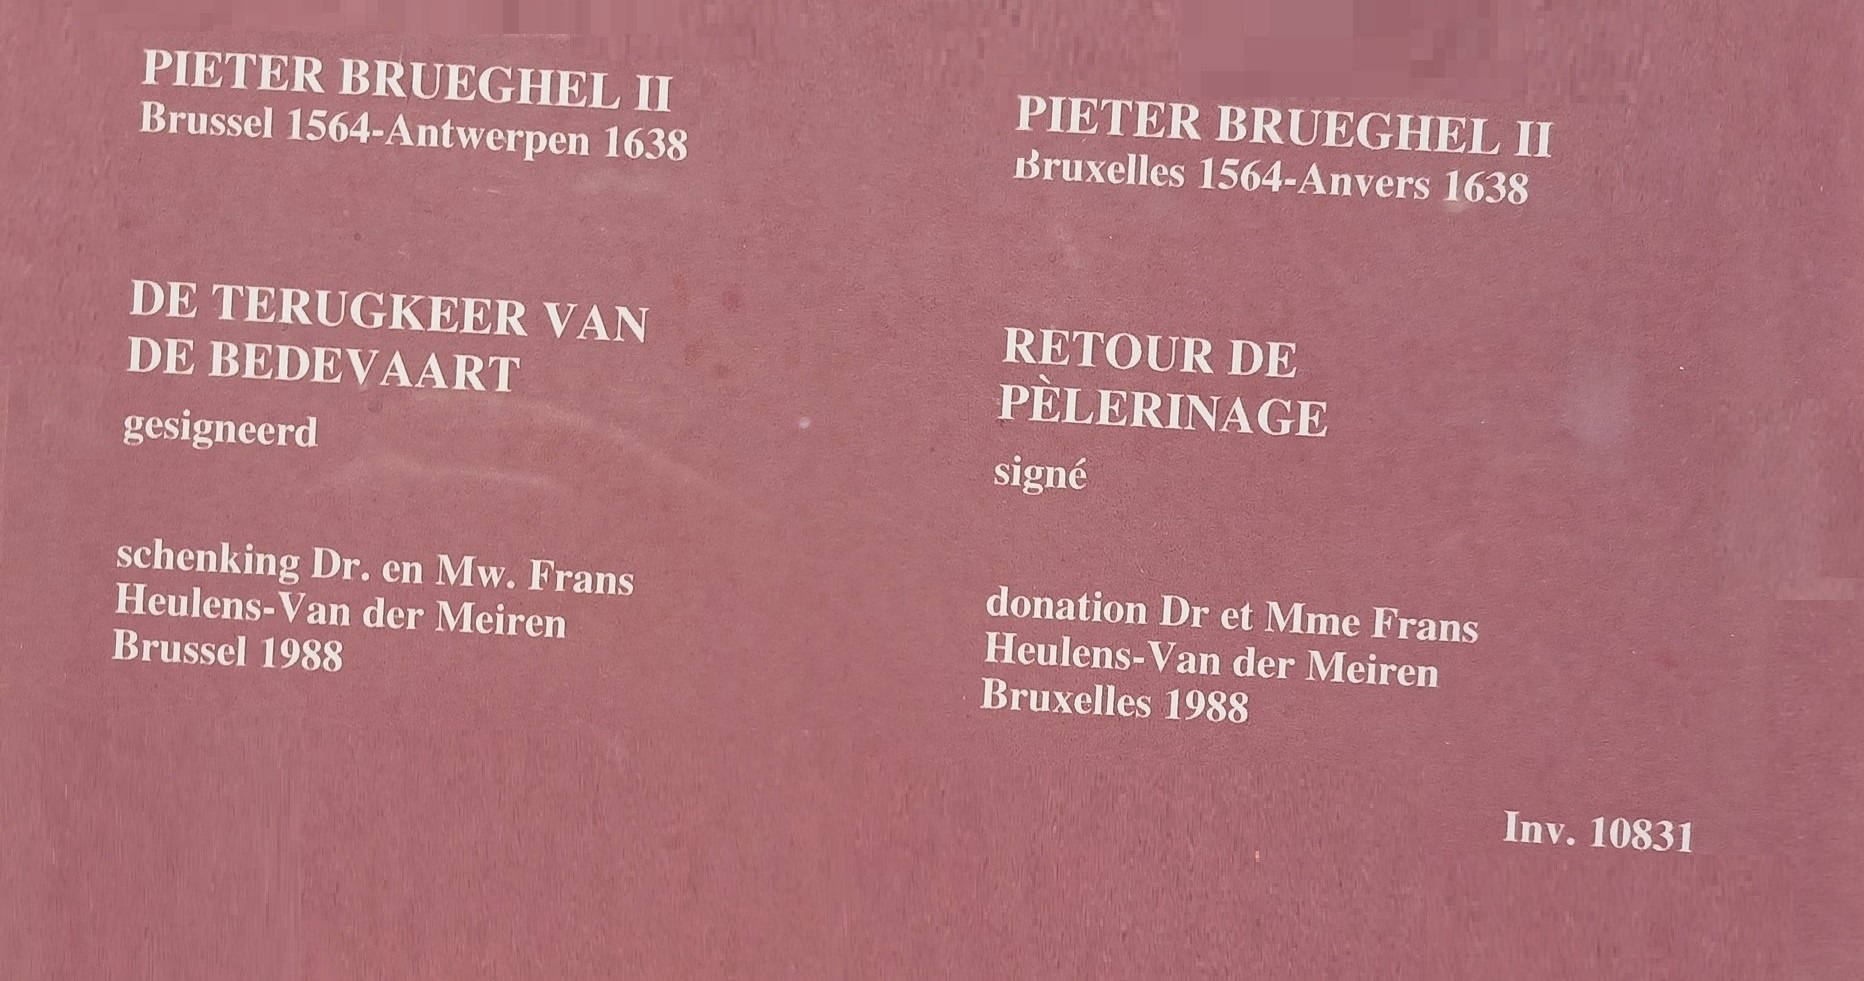 PIETER BRUEGHEL II
Brussel 1564-Antwerpen 1638
DE TERUGKEER VAN
DE BEDEVAART
gesigneerd
schenking Dr. en Mw. Frans
Heulens-Van der Meiren
Brussel 1988
PIETER BRUEGHEL II
Bruxelles 1564-Anvers 1638
RETOUR DE
PÈLERINAGE
signé
donation Dr et Mme Frans
Heulens-Van der Meiren
Bruxelles 1988
Inv. 10831